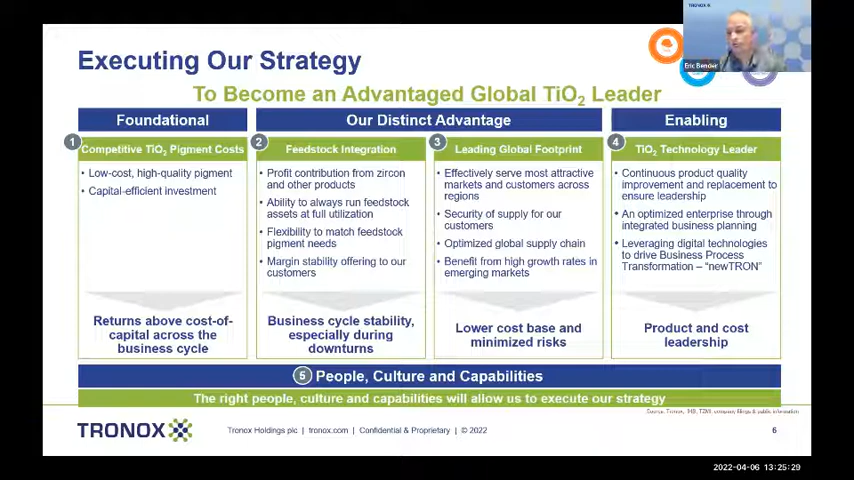 TRONOX
Eric Bender
Executing Our Strategy
To Become an Advantaged Global TiO2 Leader
Foundational
Our Distinct Advantage
Enabling
1
Competitive TiO2 Pigment Costs
• Low-cost, high-quality pigment
• Capital-efficient investment
Returns above cost-of-
capital across the
business cycle
2
Feedstock Integration
• Profit contribution from zircon
and other products
• Ability to always run feedstock
assets at full utilization
• Flexibility to match feedstock
pigment needs
• Margin stability offering to our
customers
Business cycle stability,
especially during
downturns
3
Leading Global Footprint
• Effectively serve most attractive
markets and customers across
regions
• Security of supply for our
customers
• Optimized global supply chain
• Benefit from high growth rates in
emerging markets
Lower cost base and
minimized risks
4
TiO2 Technology Leader
• Continuous product quality
improvement and replacement to
ensure leadership
• An optimized enterprise through
integrated business planning
• Leveraging digital technologies
to drive Business Process
Transformation – “newTRON”
Product and cost
leadership
5 People, Culture and Capabilities
The right people, culture and capabilities will allow us to execute our strategy
Source: Tronox, TZMI, company filings & public information
TRONOX
Tronox Holdings plc | tronox.com | Confidential & Proprietary | © 2022
6
2022-04-06 13:25:29